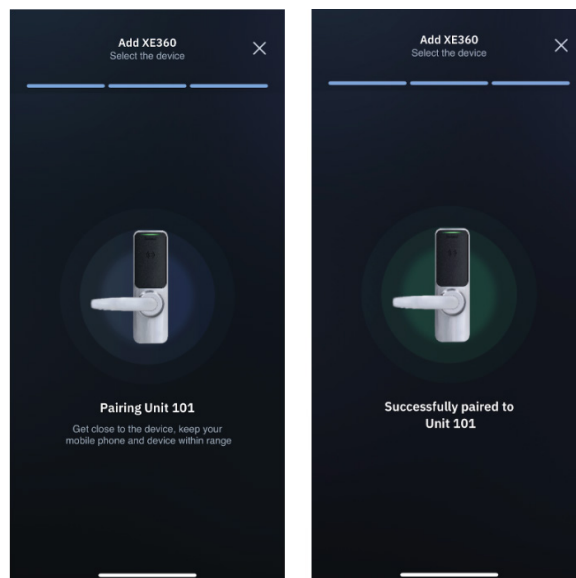 Add XE360
Select the device
Pairing Unit 101
Get close to the device, keep your
mobile phone and device within range
Add XE360
Select the device
Successfully paired to
Unit 101